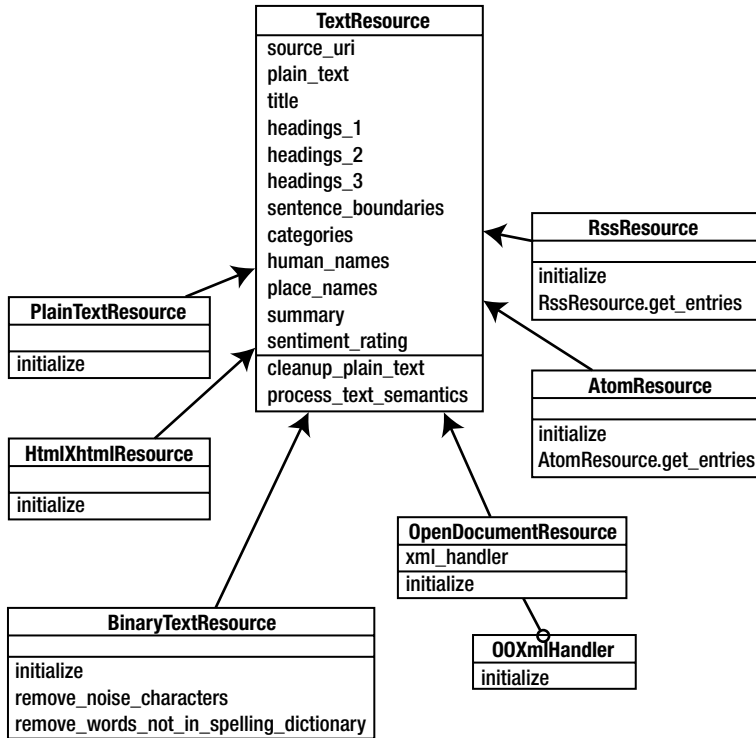 TextResource
source_uri
plain_text
title
headings_1
headings_2
headings_3
sentence_boundaries
categories
human_names
place_names
summary
sentiment_rating
cleanup_plain_text
process_text_semantics
RssResource
initialize
RssResource.get_entries
PlainTextResource
initialize
AtomResource
initialize
AtomResource.get_entries
HtmlXhtmlResource
initialize
OpenDocumentResource
xml_handler
initialize
BinaryTextResource
initialize
remove_noise_characters
remove_words_not_in_spelling_dictionary
OOXmlHandler
initialize